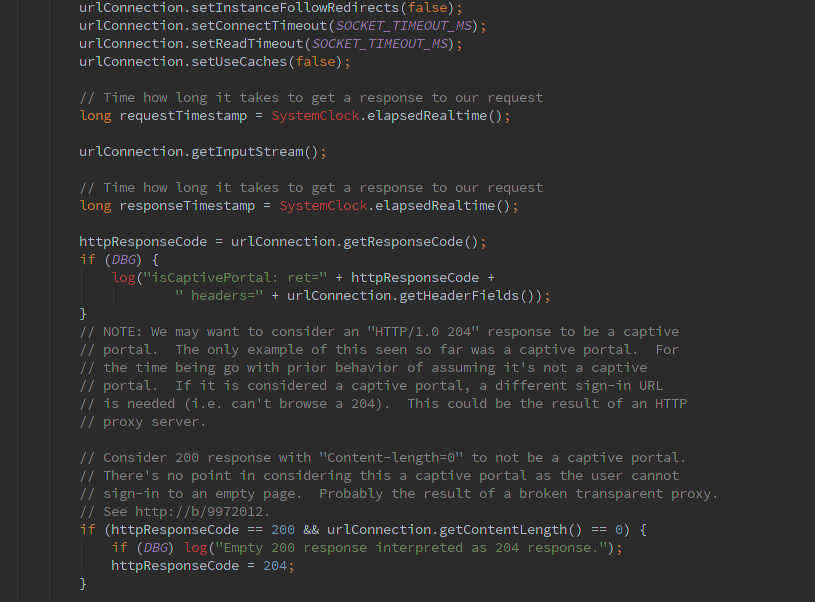 urlConnection.setInstanceFollowRedirects(false);
urlConnection.setConnectTimeout(SOCKET_TIMEOUT_MS);
urlConnection.setReadTimeout(SOCKET_TIMEOUT_MS);
urlConnection.setUseCaches(false);

// Time how long it takes to get a response to our request
long requestTimestamp = SystemClock.elapsedRealtime();

urlConnection.getInputStream();

// Time how long it takes to get a response to our request
long responseTimestamp = SystemClock.elapsedRealtime();

httpResponseCode = urlConnection.getResponseCode();
if (DBG) {
    log("isCaptivePortal: ret=" + httpResponseCode +
            " headers=" + urlConnection.getHeaderFields());
}
// NOTE: We may want to consider an "HTTP/1.0 204" response to be a captive
// portal.  The only example of this seen so far was a captive portal.  For
// the time being go with prior behavior of assuming it's not a captive
// portal.  If it is considered a captive portal, a different sign-in URL
// is needed (i.e. can't browse a 204).  This could be the result of an HTTP
// proxy server.

// Consider 200 response with "Content-length=0" to not be a captive portal.
// There's no point in considering this a captive portal as the user cannot
// sign-in to an empty page.  Probably the result of a broken transparent proxy.
// See http://b/9972012.
if (httpResponseCode == 200 && urlConnection.getContentLength() == 0) {
    if (DBG) log("Empty 200 response interpreted as 204 response.");
    httpResponseCode = 204;
}